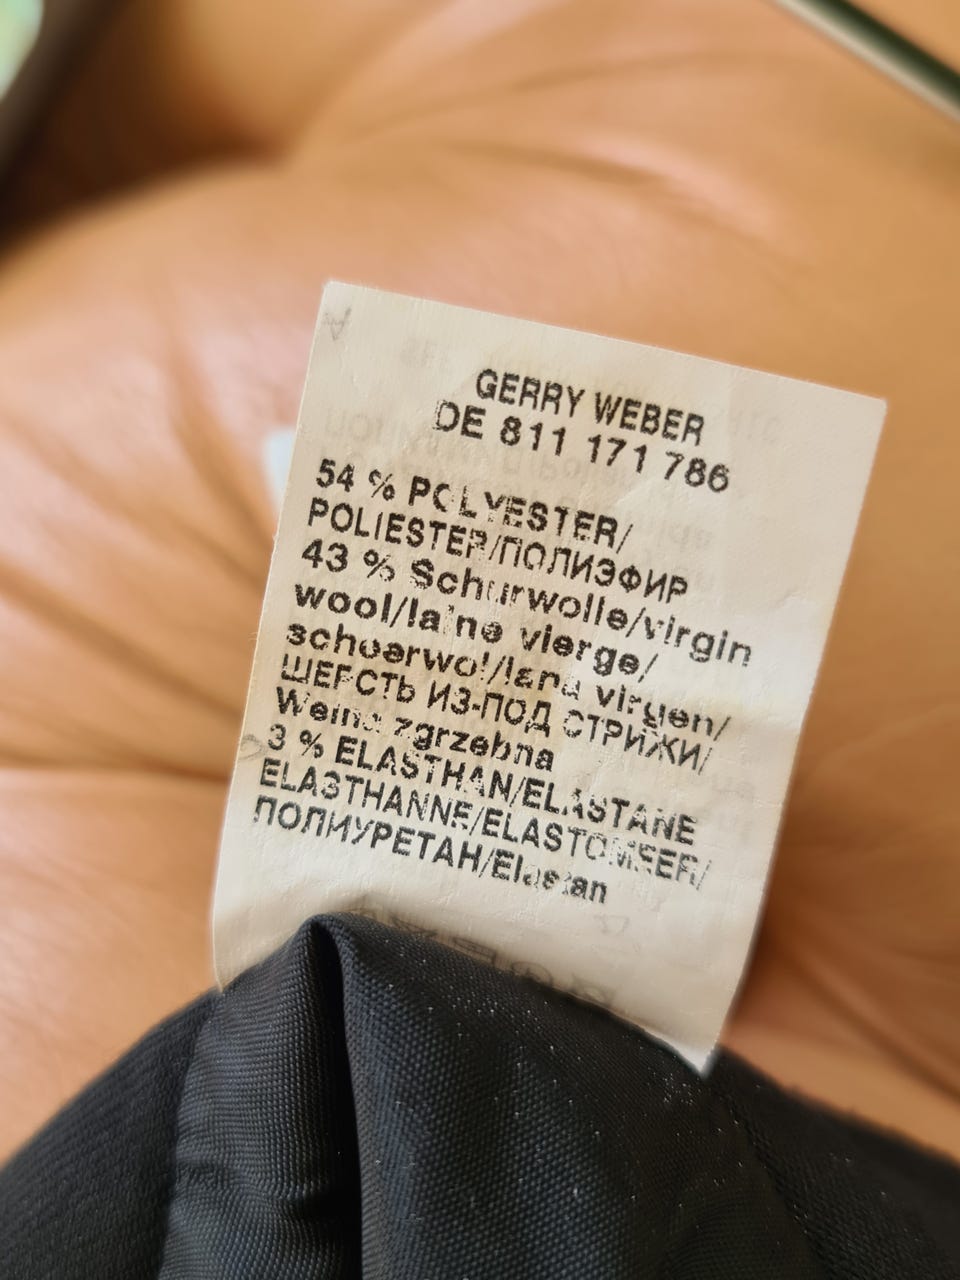 GERRY WEBER
DE 811 171 786
54 % POLYESTER/
POLIESTER/ПОЛИЭФИР
43 % Schurwolle/virgin
wool/laine vierge/
scheerwol/lana virgen/
ШЕРСТЬ ИЗ-ПОД СТРИЖКИ/
Wełna zgrzebna
3 % ELASTHAN/ELASTANE
ELASTHANNE/ELASTOMEER/
ПОЛИУРЕТАН/Elastan